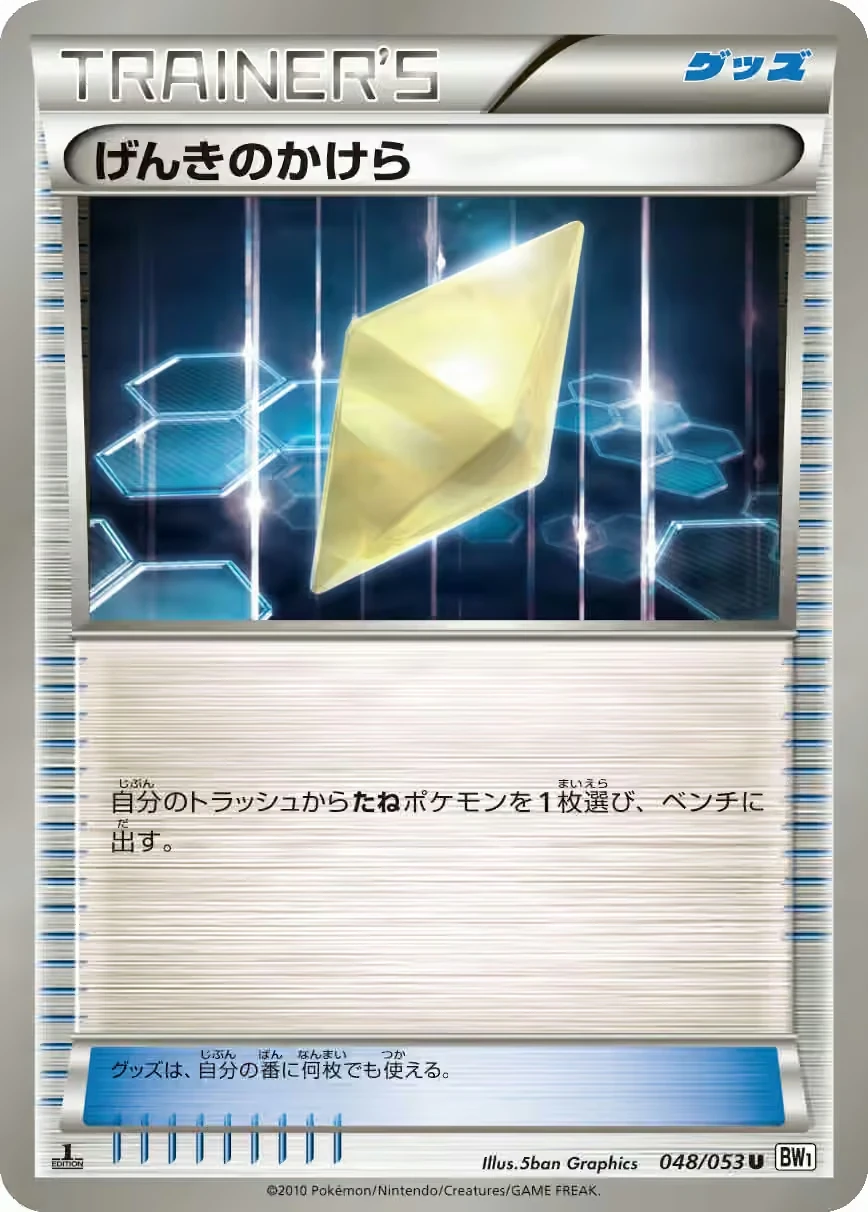 TRAINER'S
グッズ
げんきのかけら
じぶん まいえら
自分のトラッシュからたねポケモンを1枚選び、ベンチに
だ
出す。
じぶん ばん なんまい つか
グッズは、自分の番に何枚でも使える。
1 EDITION
Illus.5ban Graphics 048/053 U BW1
©2010 Pokémon/Nintendo/Creatures/GAME FREAK.